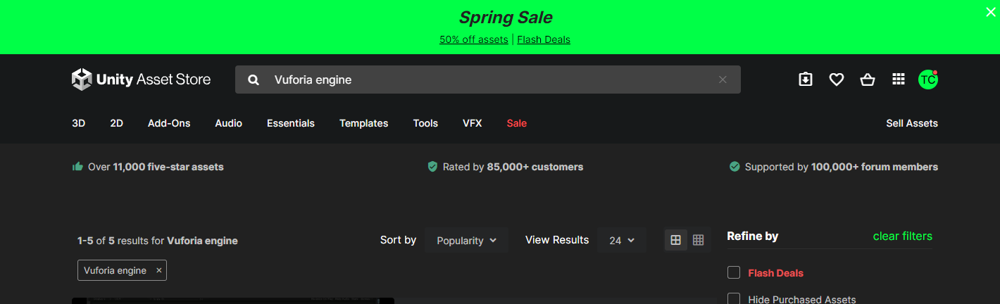 Spring Sale
50% off assets | Flash Deals
Unity Asset Store
Vuforia engine
TC
3D 2D Add-Ons Audio Essentials Templates Tools VFX Sale Sell Assets
Over 11,000 five-star assets
Rated by 85,000+ customers
Supported by 100,000+ forum members
1-5 of 5 results for Vuforia engine
Sort by Popularity View Results 24
Refine by clear filters
Vuforia engine ×
Flash Deals
Hide Purchased Assets